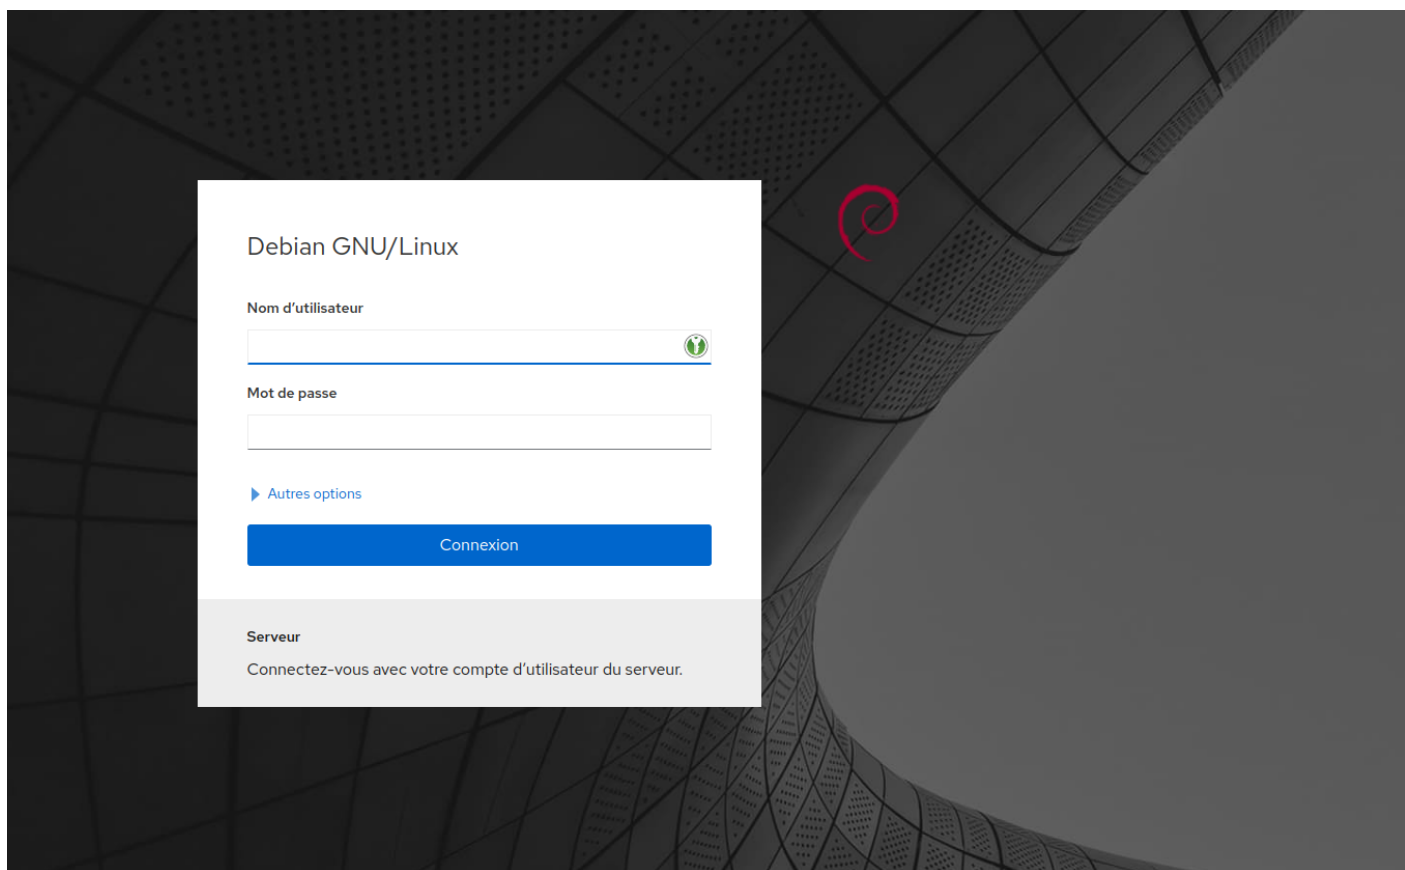 Debian GNU/Linux
Nom d’utilisateur
Mot de passe
Autres options
Connexion
Serveur
Connectez-vous avec votre compte d’utilisateur du serveur.